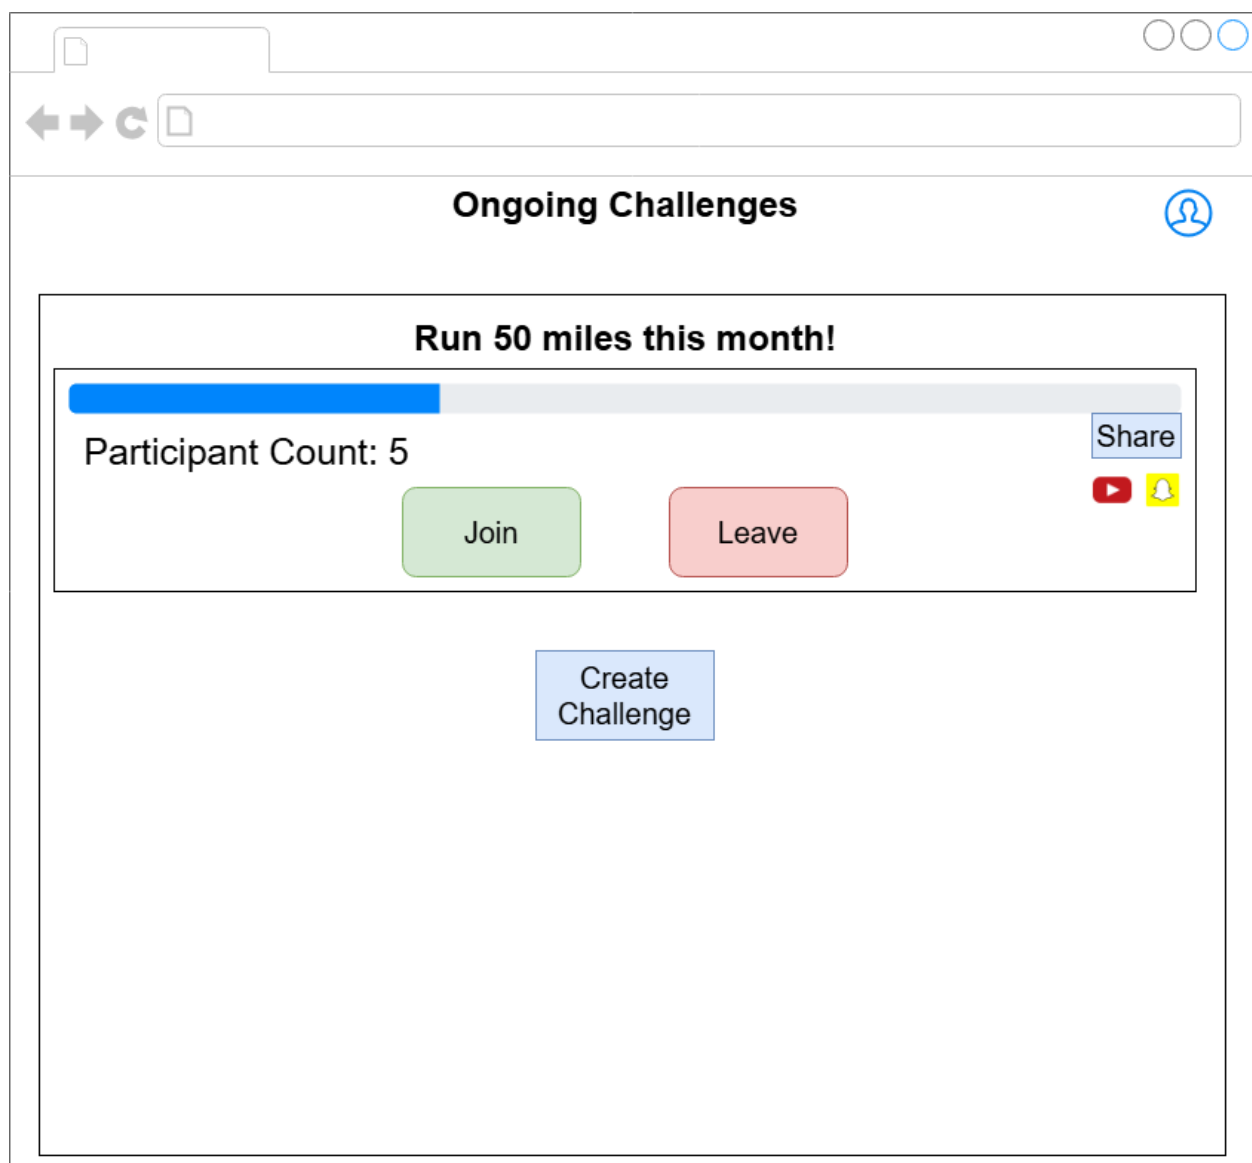 Ongoing Challenges
Run 50 miles this month!
Participant Count: 5
Share
Join
Leave
Create
Challenge